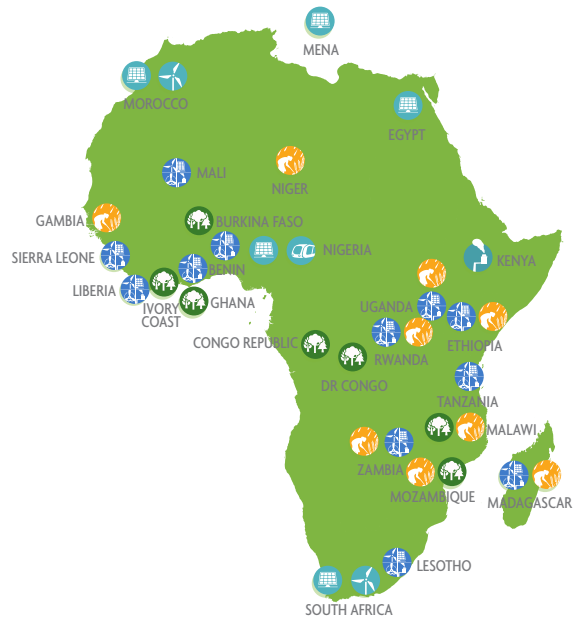 MENA
MOROCCO
EGYPT
MALI
NIGER
GAMBIA
BURKINA FASO
SIERRA LEONE
NIGERIA
KENYA
BENIN
LIBERIA
IVORY
COAST
GHANA
UGANDA
CONGO REPUBLIC
ETHIOPIA
RWANDA
DR CONGO
TANZANIA
MALAWI
ZAMBIA
MOZAMBIQUE
MADAGASCAR
LESOTHO
SOUTH AFRICA